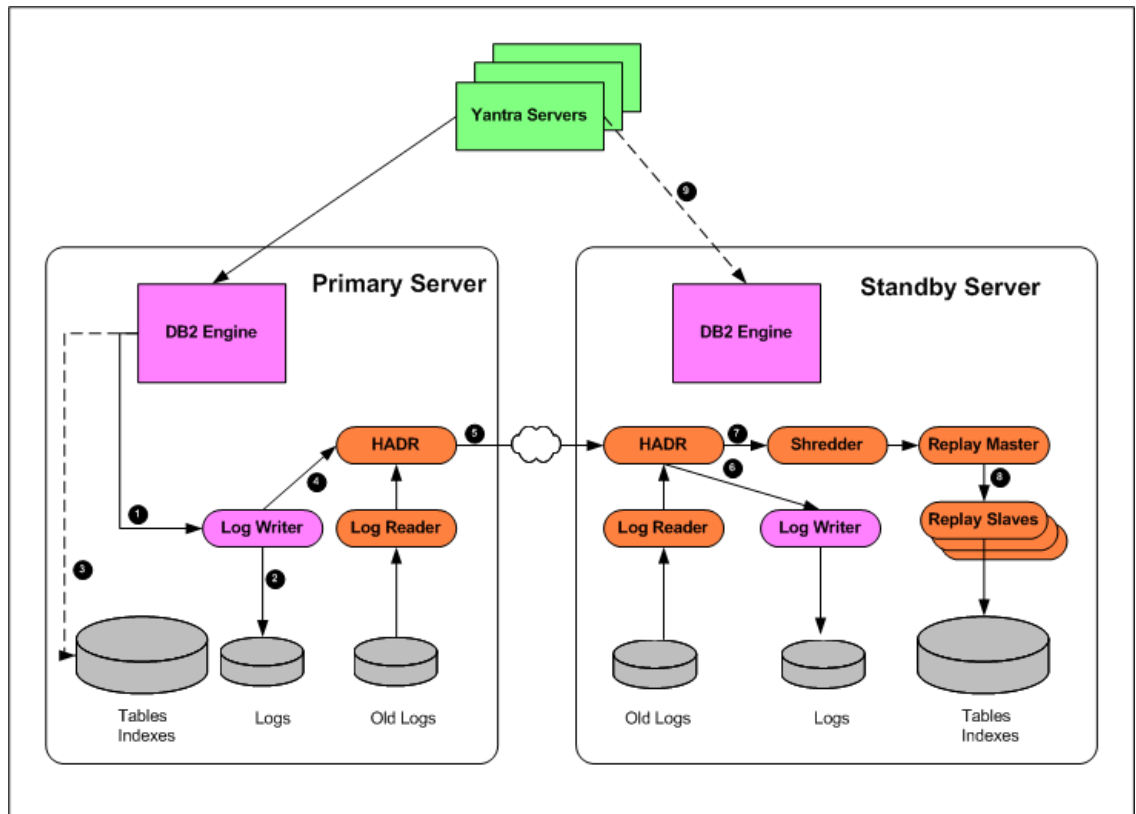 Yantra Servers
9
Primary Server
Standby Server
DB2 Engine
DB2 Engine
HADR
5
HADR
7
Shredder
Replay Master
4
6
8
1
Log Writer
Log Reader
Log Reader
Log Writer
Replay Slaves
3
2
Tables
Indexes
Logs
Old Logs
Old Logs
Logs
Tables
Indexes